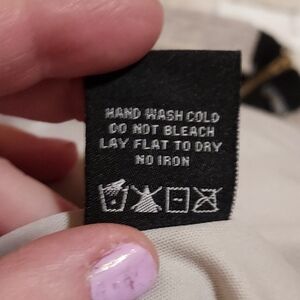 HAND WASH COLD
DO NOT BLEACH
LAY FLAT TO DRY
NO IRON